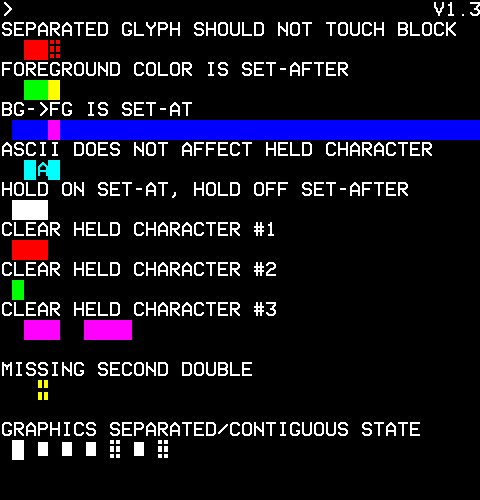 > V1.3
SEPARATED GLYPH SHOULD NOT TOUCH BLOCK
FOREGROUND COLOR IS SET-AFTER
BG->FG IS SET-AT
ASCII DOES NOT AFFECT HELD CHARACTER
A
HOLD ON SET-AT, HOLD OFF SET-AFTER
CLEAR HELD CHARACTER #1
CLEAR HELD CHARACTER #2
CLEAR HELD CHARACTER #3
MISSING SECOND DOUBLE
GRAPHICS SEPARATED/CONTIGUOUS STATE